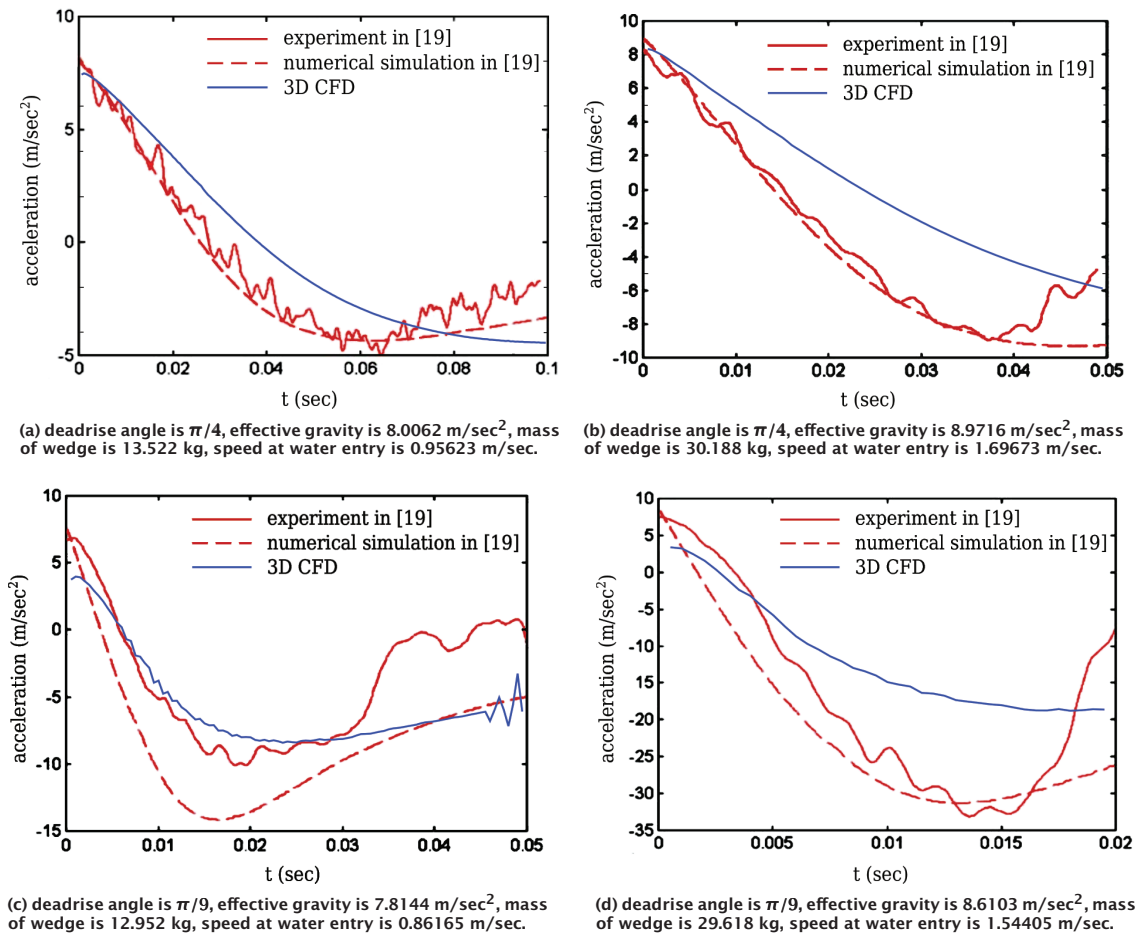 10
5
0
-5
acceleration (m/sec²)
experiment in [19]
numerical simulation in [19]
3D CFD
0 0.02 0.04 0.06 0.08 0.1
t (sec)
(a) deadrise angle is π/4, effective gravity is 8.0062 m/sec², mass
of wedge is 13.522 kg, speed at water entry is 0.95623 m/sec.
10
8
6
4
2
0
-2
-4
-6
-8
-10
acceleration (m/sec²)
experiment in [19]
numerical simulation in [19]
3D CFD
0 0.01 0.02 0.03 0.04 0.05
t (sec)
(b) deadrise angle is π/4, effective gravity is 8.9716 m/sec², mass
of wedge is 30.188 kg, speed at water entry is 1.69673 m/sec.
10
5
0
-5
-10
-15
acceleration (m/sec²)
experiment in [19]
numerical simulation in [19]
3D CFD
0 0.01 0.02 0.03 0.04 0.05
t (sec)
(c) deadrise angle is π/9, effective gravity is 7.8144 m/sec², mass
of wedge is 12.952 kg, speed at water entry is 0.86165 m/sec.
10
5
0
-5
-10
-15
-20
-25
-30
-35
acceleration (m/sec²)
experiment in [19]
numerical simulation in [19]
3D CFD
0 0.005 0.01 0.015 0.02
t (sec)
(d) deadrise angle is π/9, effective gravity is 8.6103 m/sec², mass
of wedge is 29.618 kg, speed at water entry is 1.54405 m/sec.